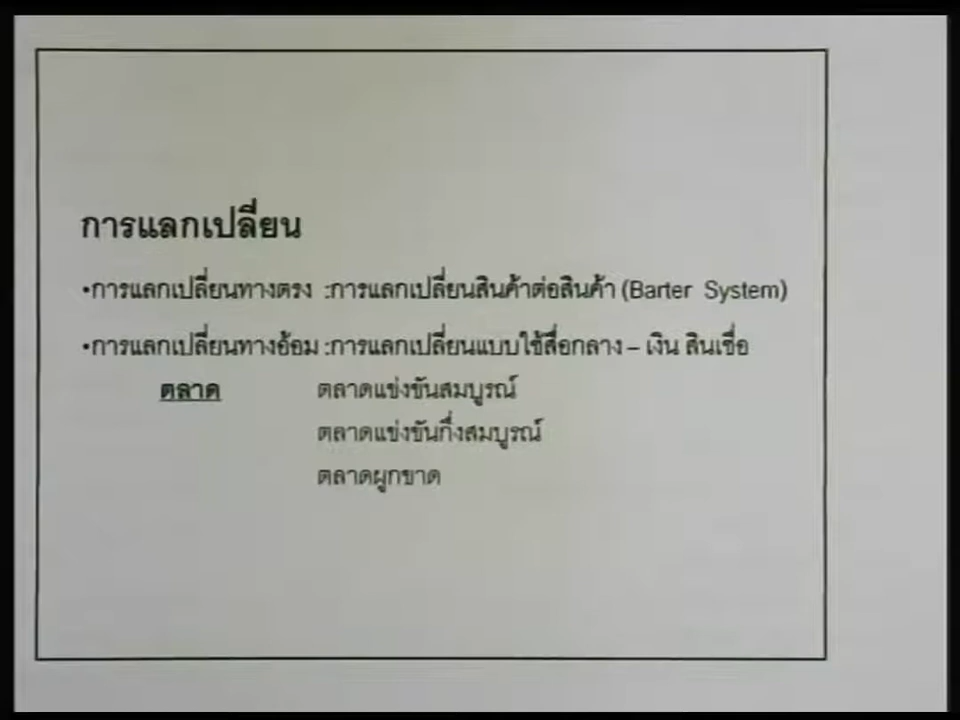 การแลกเปลี่ยน
•การแลกเปลี่ยนทางตรง :การแลกเปลี่ยนสินค้าต่อสินค้า (Barter System)
•การแลกเปลี่ยนทางอ้อม :การแลกเปลี่ยนแบบใช้สื่อกลาง – เงิน สินเชื่อ
ตลาด ตลาดแข่งขันสมบูรณ์
ตลาดแข่งขันกึ่งสมบูรณ์
ตลาดผูกขาด